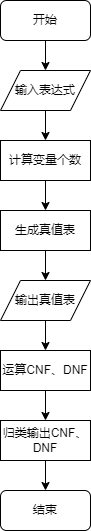 开始
输入表达式
计算变量个数
生成真值表
输出真值表
运算CNF、DNF
归类输出CNF、
DNF
结束